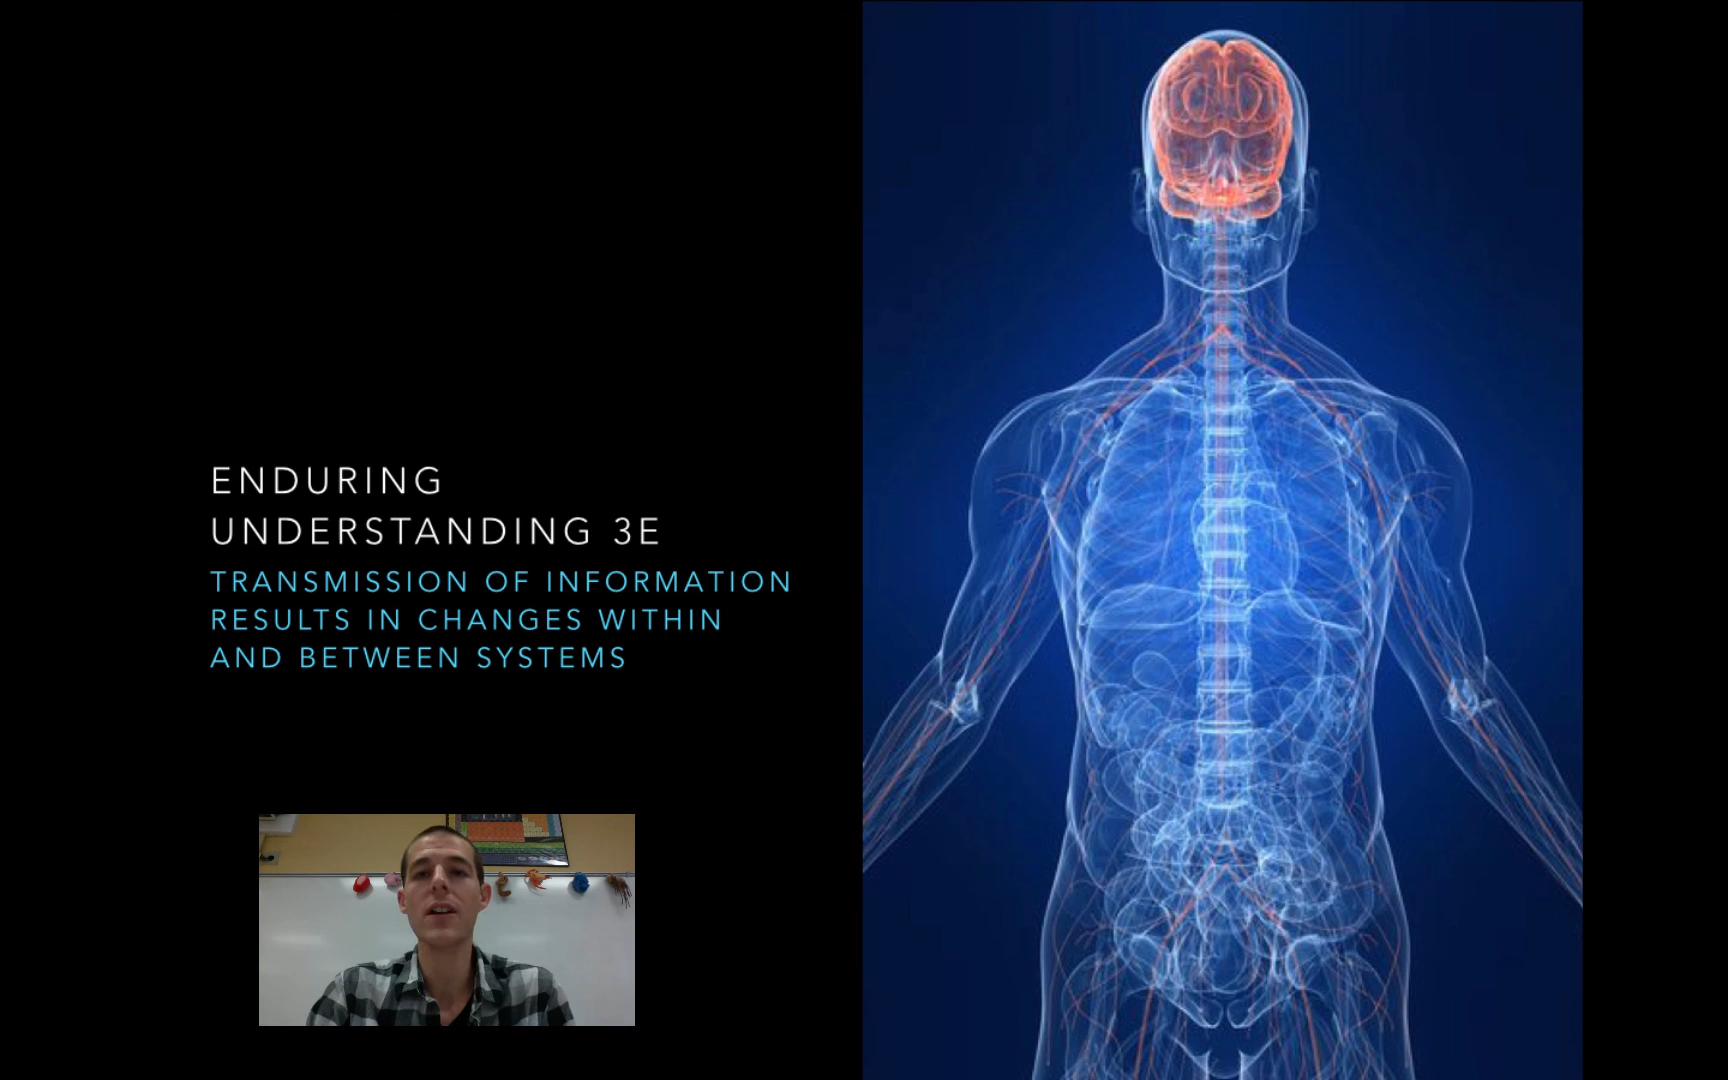 ENDURING
UNDERSTANDING 3E
TRANSMISSION OF INFORMATION
RESULTS IN CHANGES WITHIN
AND BETWEEN SYSTEMS